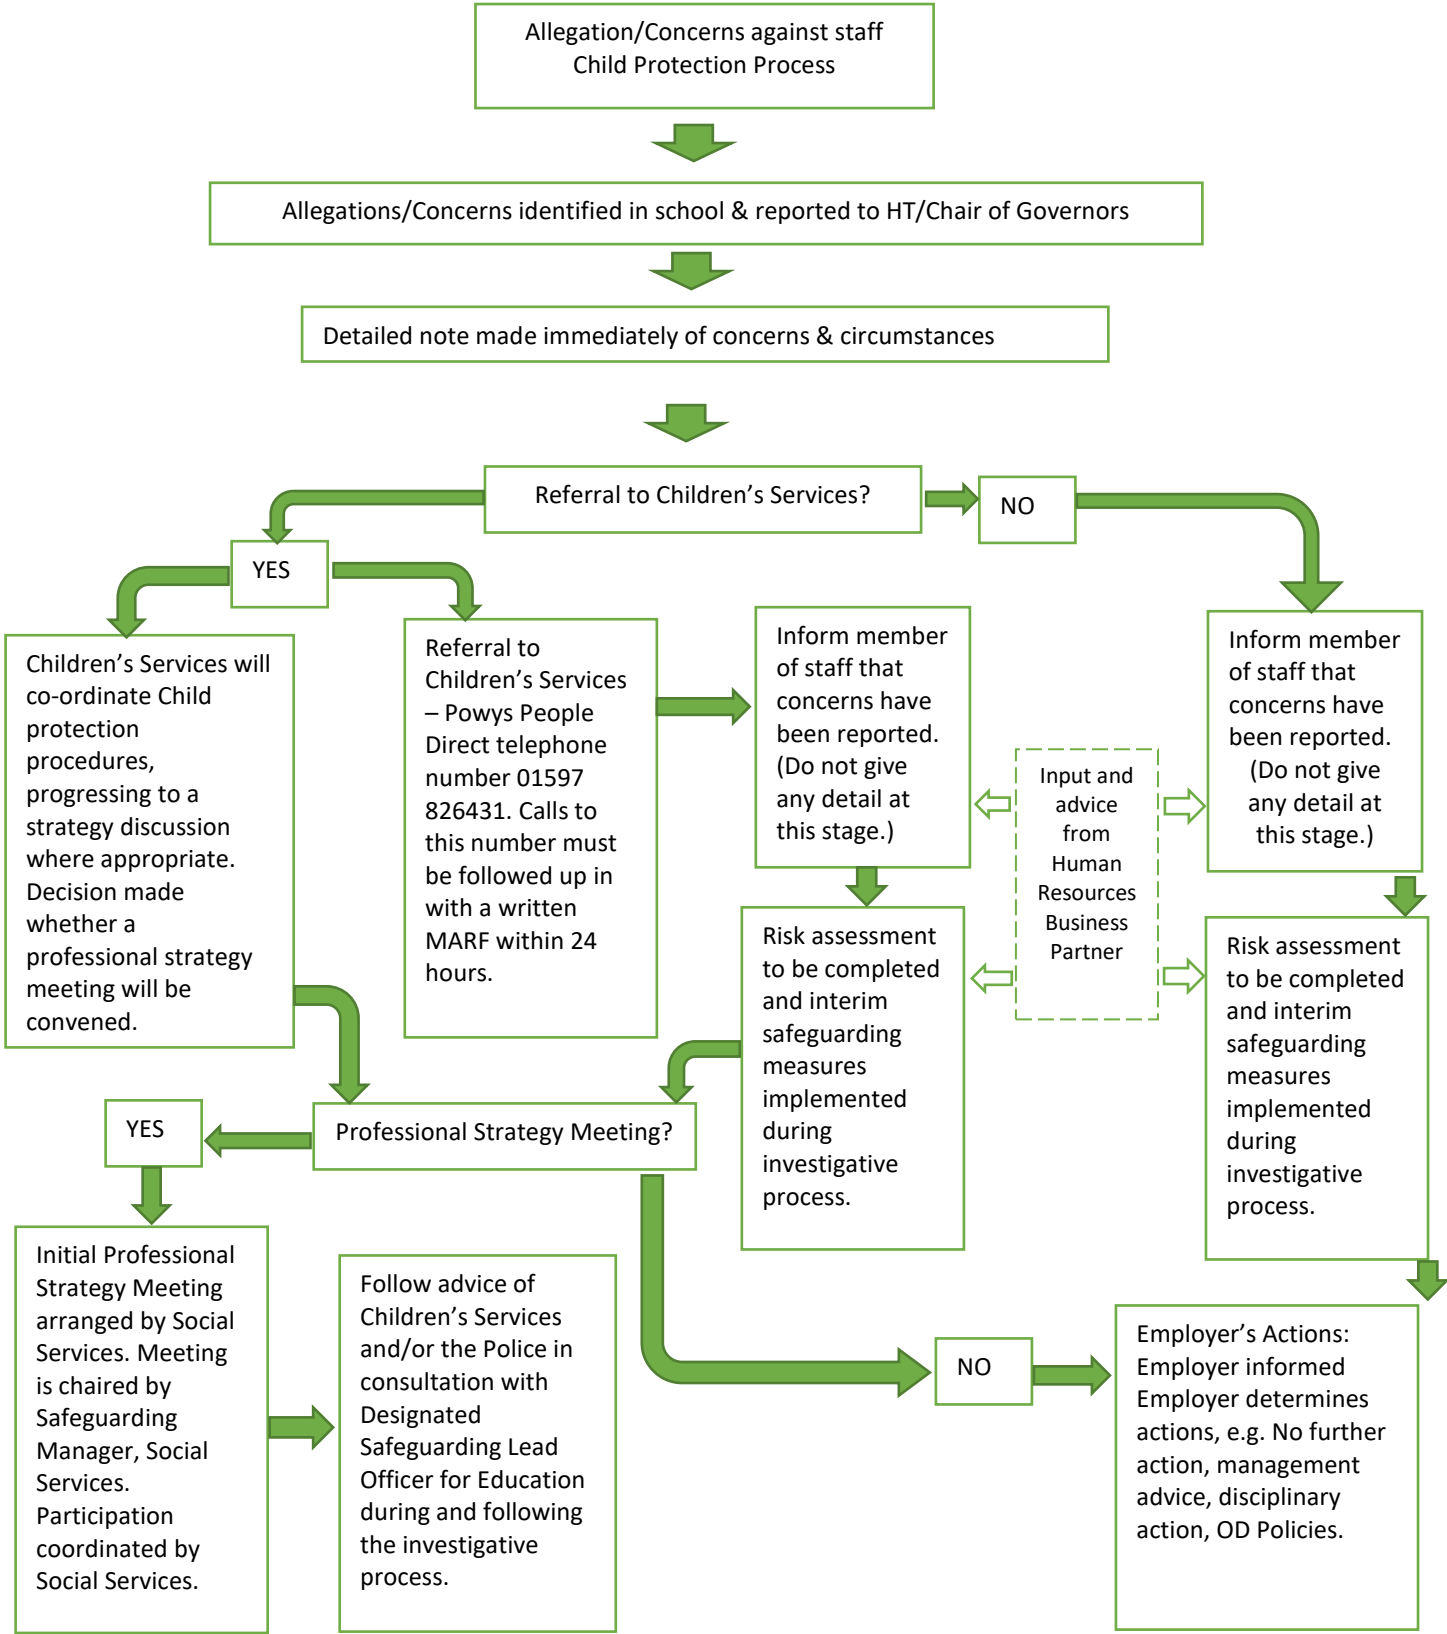 Allegation/Concerns against staff
Child Protection Process
Allegations/Concerns identified in school & reported to HT/Chair of Governors
Detailed note made immediately of concerns & circumstances
Referral to Children’s Services?
NO
YES
Children’s Services will
co-ordinate Child
protection
procedures,
progressing to a
strategy discussion
where appropriate.
Decision made
whether a
professional strategy
meeting will be
convened.
Referral to
Children’s Services
– Powys People
Direct telephone
number 01597
826431. Calls to
this number must
be followed up in
with a written
MARF within 24
hours.
Inform member
of staff that
concerns have
been reported.
(Do not give
any detail at
this stage.)
Input and
advice
from
Human
Resources
Business
Partner
Inform member
of staff that
concerns have
been reported.
(Do not give
any detail at
this stage.)
Risk assessment
to be completed
and interim
safeguarding
measures
implemented
during
investigative
process.
Risk assessment
to be completed
and interim
safeguarding
measures
implemented
during
investigative
process.
YES
Professional Strategy Meeting?
Initial Professional
Strategy Meeting
arranged by Social
Services. Meeting
is chaired by
Safeguarding
Manager, Social
Services.
Participation
coordinated by
Social Services.
Follow advice of
Children’s Services
and/or the Police in
consultation with
Designated
Safeguarding Lead
Officer for Education
during and following
the investigative
process.
NO
Employer’s Actions:
Employer informed
Employer determines
actions, e.g. No further
action, management
advice, disciplinary
action, OD Policies.